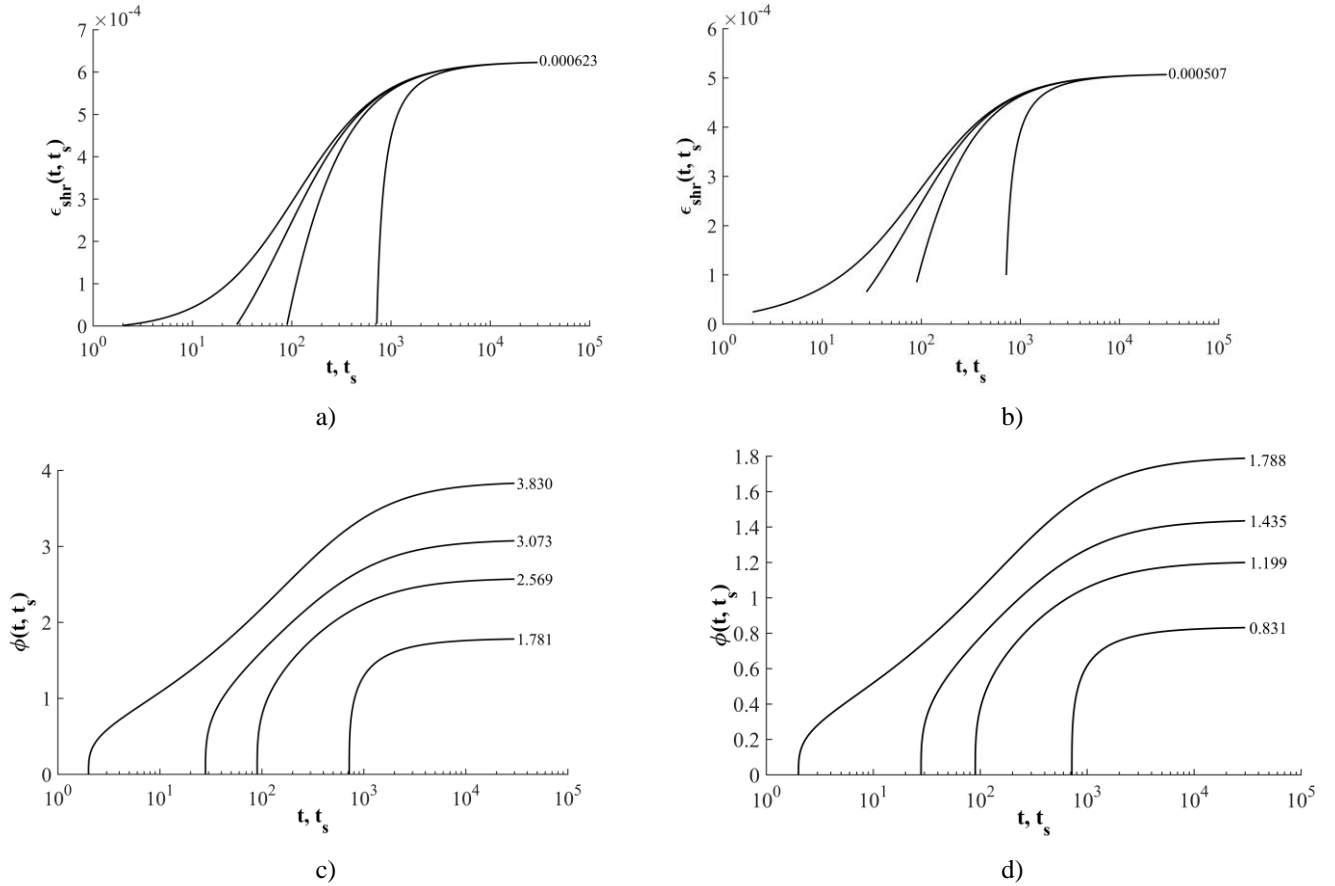 ×10⁻⁴
7
6
5
4
3
2
1
0
0.000623
ϵ_shr(t, t_s)
10⁰ 10¹ 10² 10³ 10⁴ 10⁵
t, t_s
a)
×10⁻⁴
6
5
4
3
2
1
0
0.000507
ϵ_shr(t, t_s)
10⁰ 10¹ 10² 10³ 10⁴ 10⁵
t, t_s
b)
4
3
2
1
0
3.830
3.073
2.569
1.781
ϕ(t, t_s)
10⁰ 10¹ 10² 10³ 10⁴ 10⁵
t, t_s
c)
1.8
1.6
1.4
1.2
1
0.8
0.6
0.4
0.2
0
1.788
1.435
1.199
0.831
ϕ(t, t_s)
10⁰ 10¹ 10² 10³ 10⁴ 10⁵
t, t_s
d)